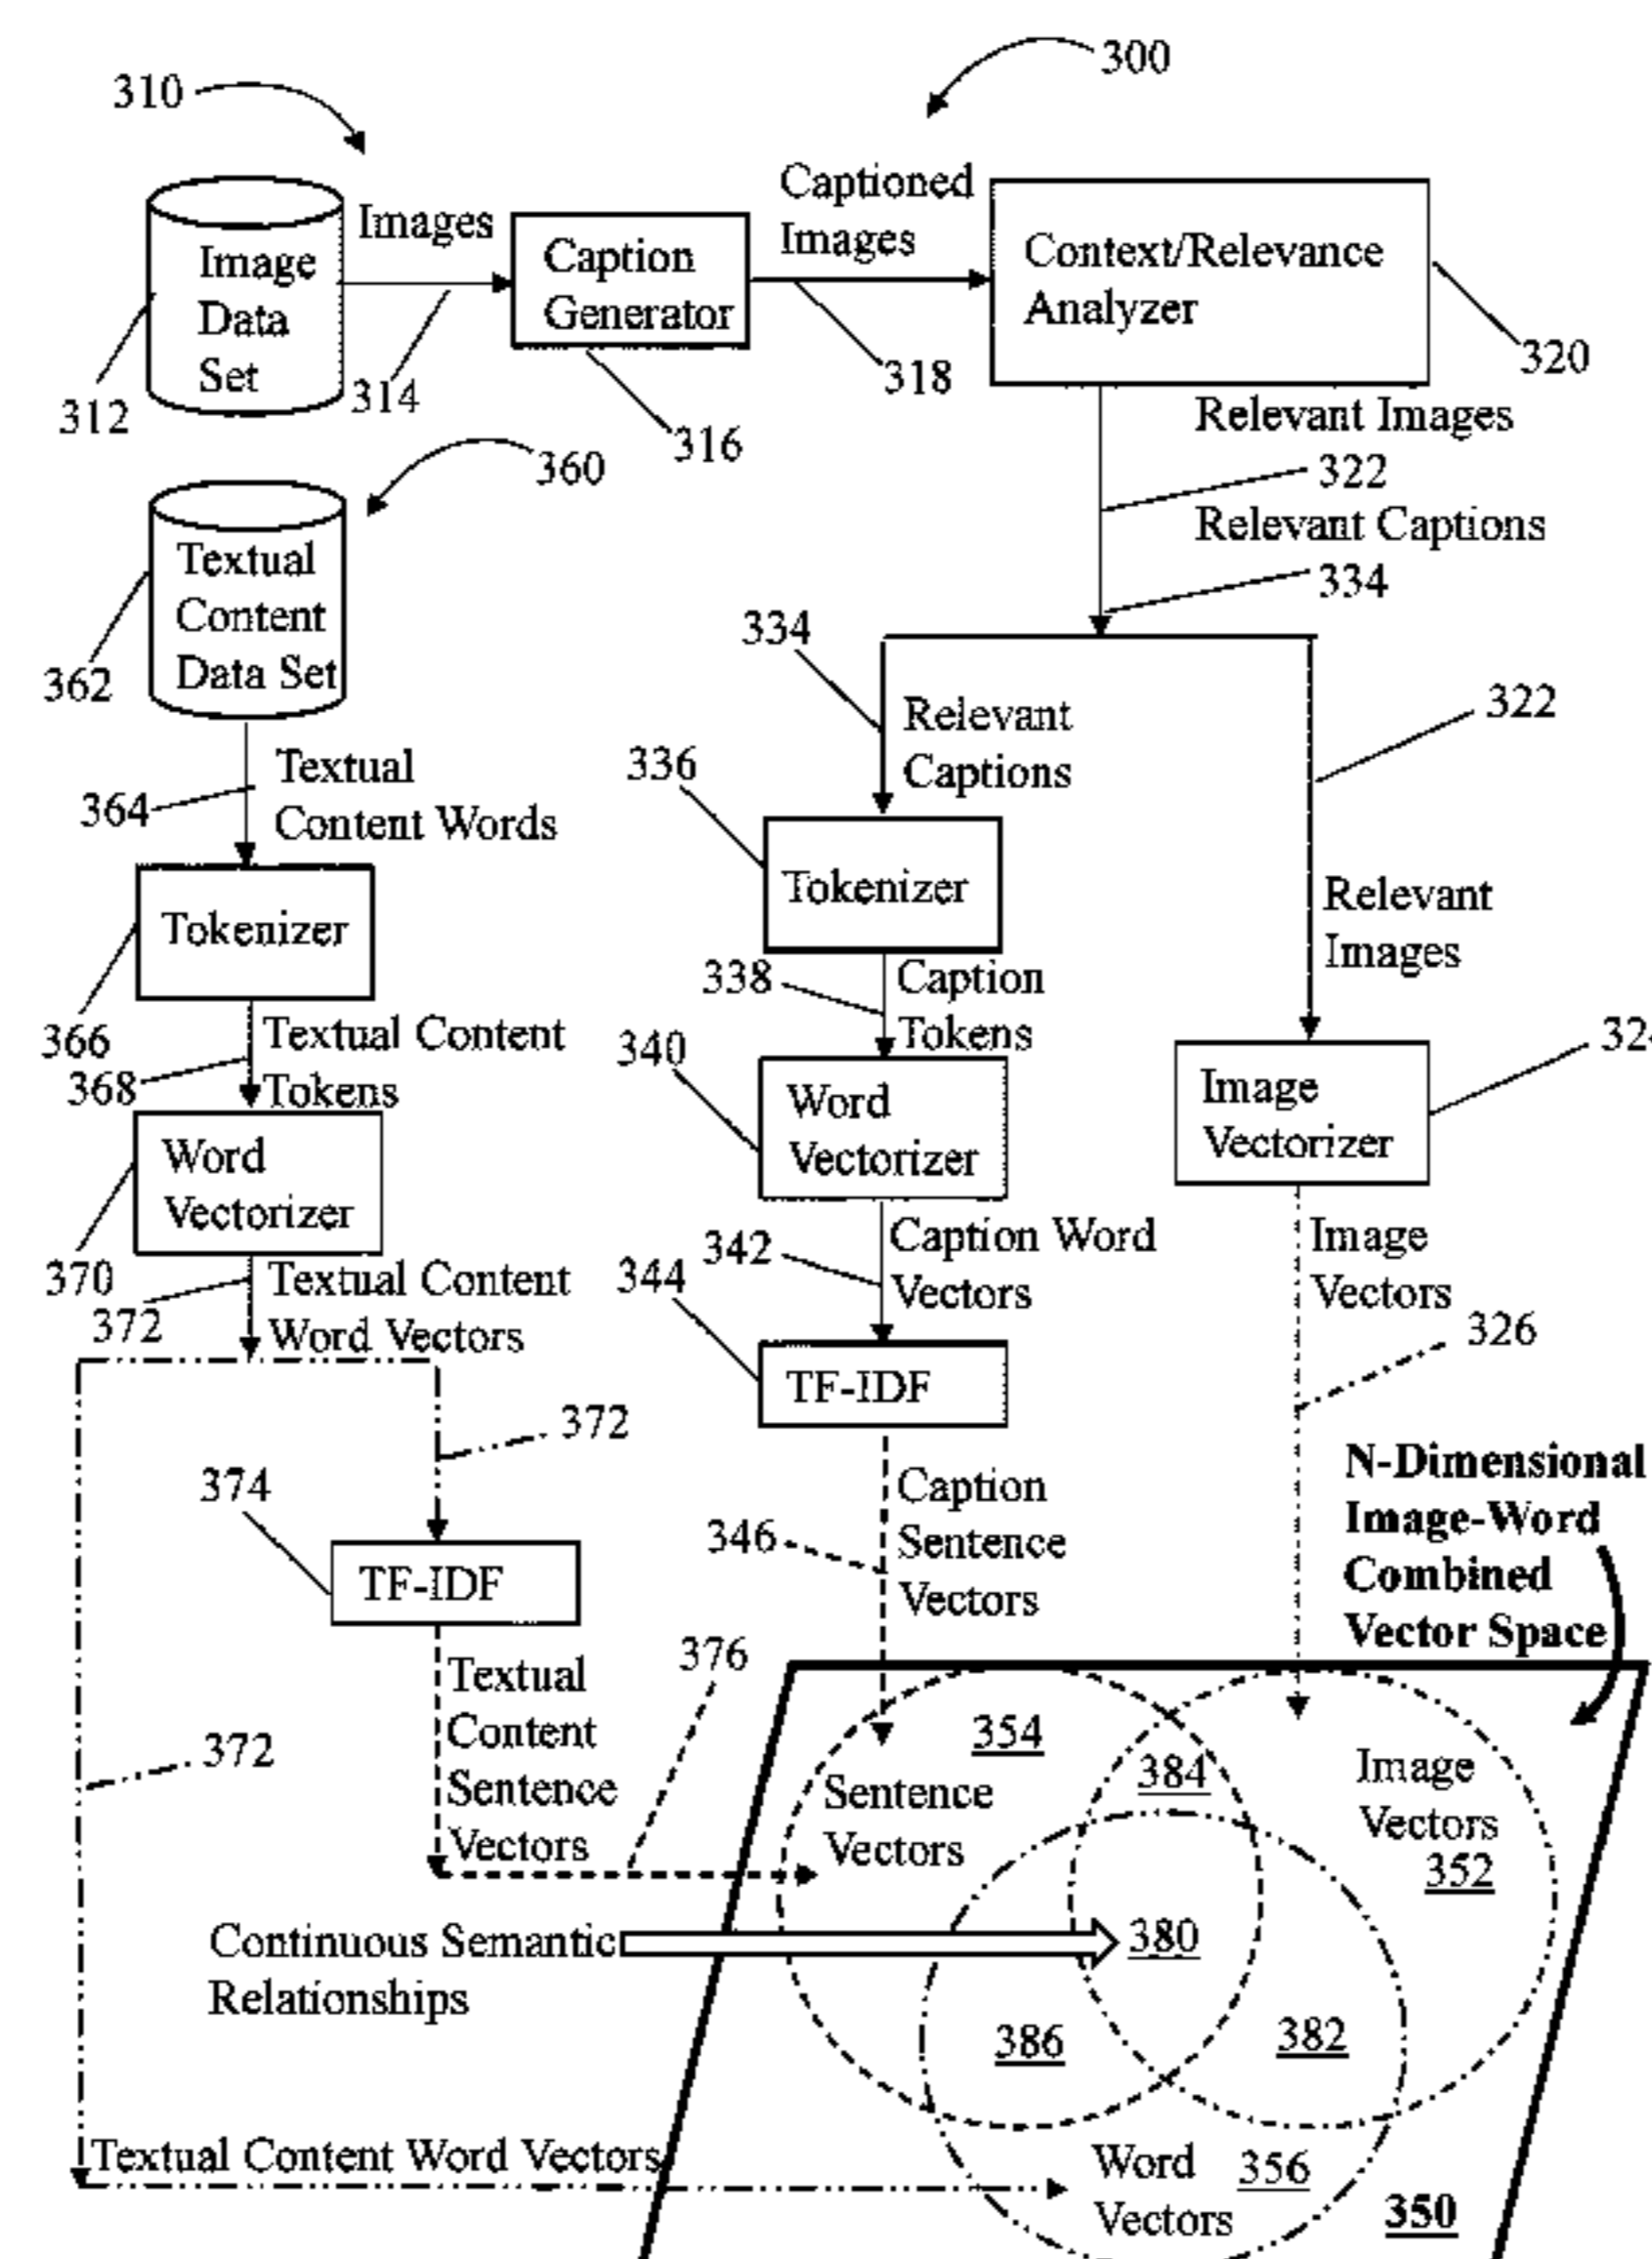 300
310
Captioned
Images
Images
Image
Data
Set
Caption
Generator
Context/Relevance
Analyzer
312
314
316
318
320
Relevant Images
322
Relevant Captions
334
360
Textual
Content
Data Set
362
334
322
Relevant
Captions
336
364
Textual
Content Words
Tokenizer
Relevant
Images
Tokenizer
366
368
Textual Content
Tokens
338
Caption
Tokens
340
Word
Vectorizer
Image
Vectorizer
Word
Vectorizer
370
372
Textual Content
Word Vectors
342
Caption Word
Vectors
344
Image
Vectors
326
TF-IDF
372
374
TF-IDF
346
Caption
Sentence
Vectors
N-Dimensional
Image-Word
Combined
Vector Space
376
Textual
Content
Sentence
Vectors
372
354
384
Sentence
Vectors
Image
Vectors
352
Continuous Semantic
Relationships
380
386
382
Textual Content Word Vectors
Word
Vectors
356
350